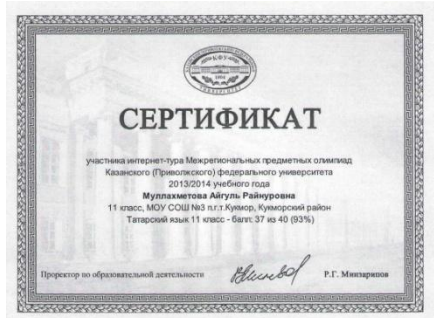 КФУ
1804
СЕРТИФИКАТ
участника интернет-тура Межрегиональных предметных олимпиад
Казанского (Приволжского) федерального университета
2013/2014 учебного года
Муллахметова Айгуль Райнуровна
11 класс, МОУ СОШ №3 п.г.т.Кукмор, Кукморский район
Татарский язык 11 класс - балл: 37 из 40 (93%)
Проректор по образовательной деятельности Р.Г. Минзарипов